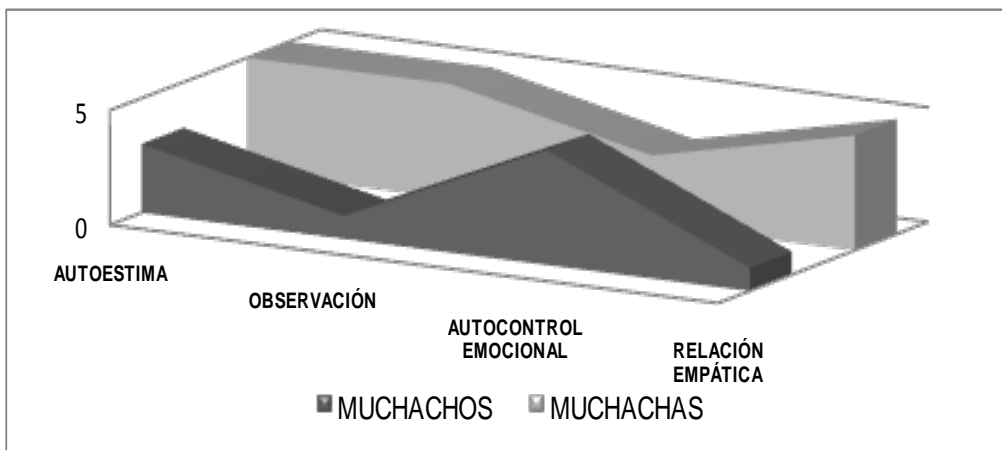 5
0
AUTOESTIMA
OBSERVACIÓN
AUTOCONTROL
EMOCIONAL
RELACIÓN
EMPÁTICA
MUCHACHOS MUCHACHAS